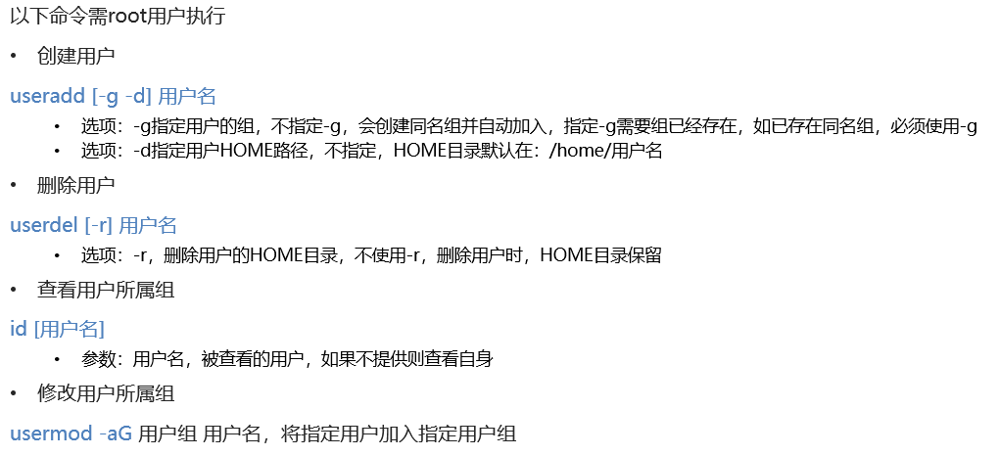 以下命令需root用户执行
• 创建用户
useradd [-g -d] 用户名
• 选项：-g指定用户的组，不指定-g，会创建同名组并自动加入，指定-g需要组已经存在，如已存在同名组，必须使用-g
• 选项：-d指定用户HOME路径，不指定，HOME目录默认在：/home/用户名
• 删除用户
userdel [-r] 用户名
• 选项：-r，删除用户的HOME目录，不使用-r，删除用户时，HOME目录保留
• 查看用户所属组
id [用户名]
• 参数：用户名，被查看的用户，如果不提供则查看自身
• 修改用户所属组
usermod -aG 用户组 用户名，将指定用户加入指定用户组